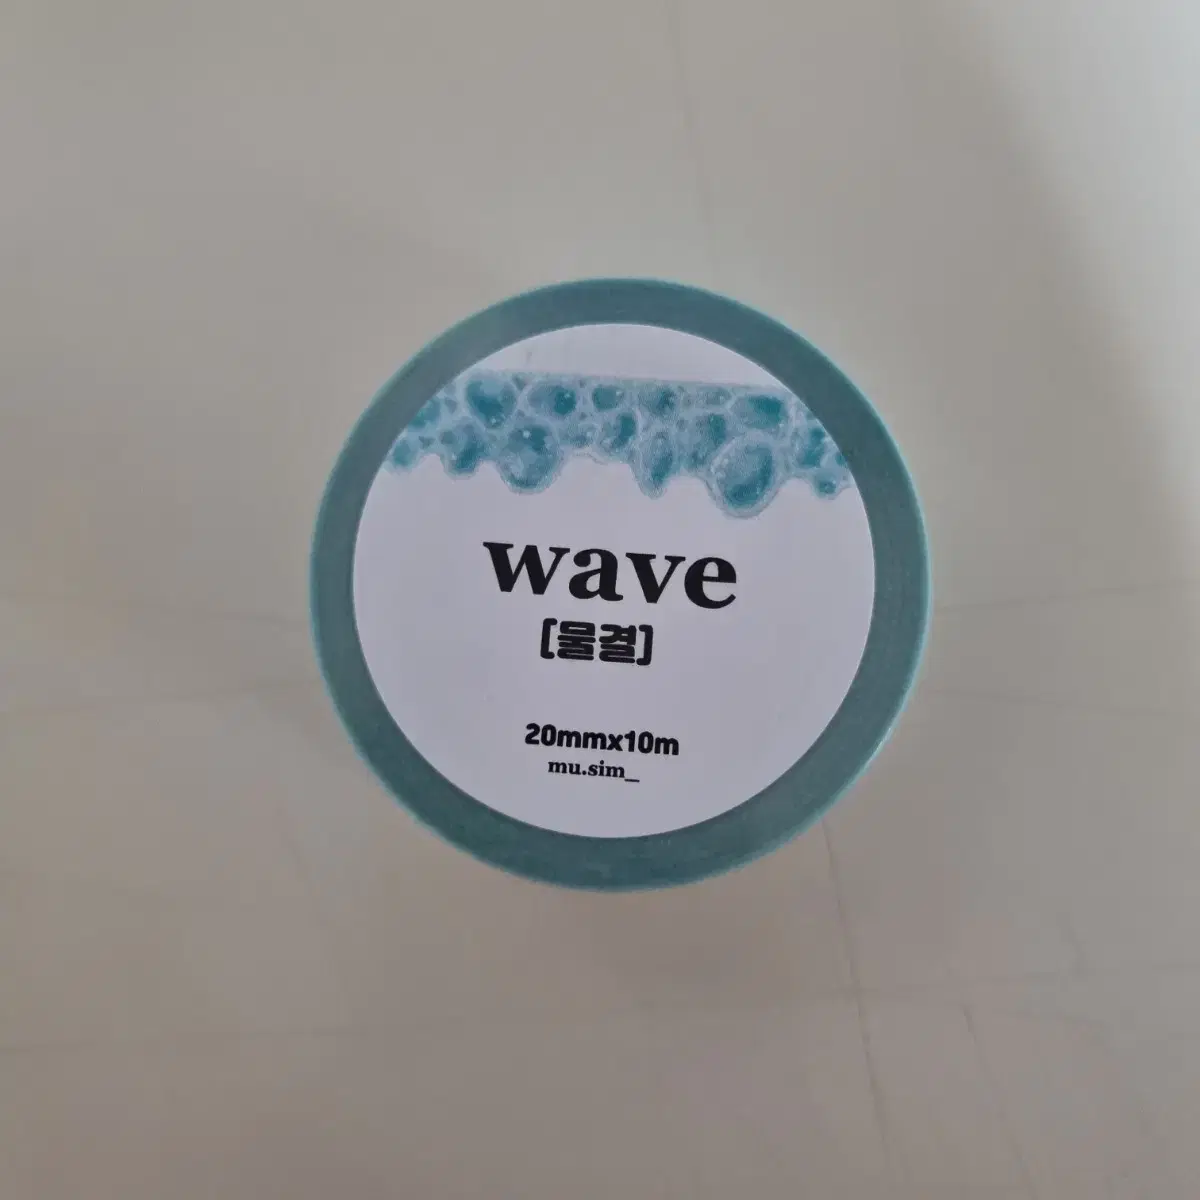 wave
[물결]
20mmx10m
mu.sim_